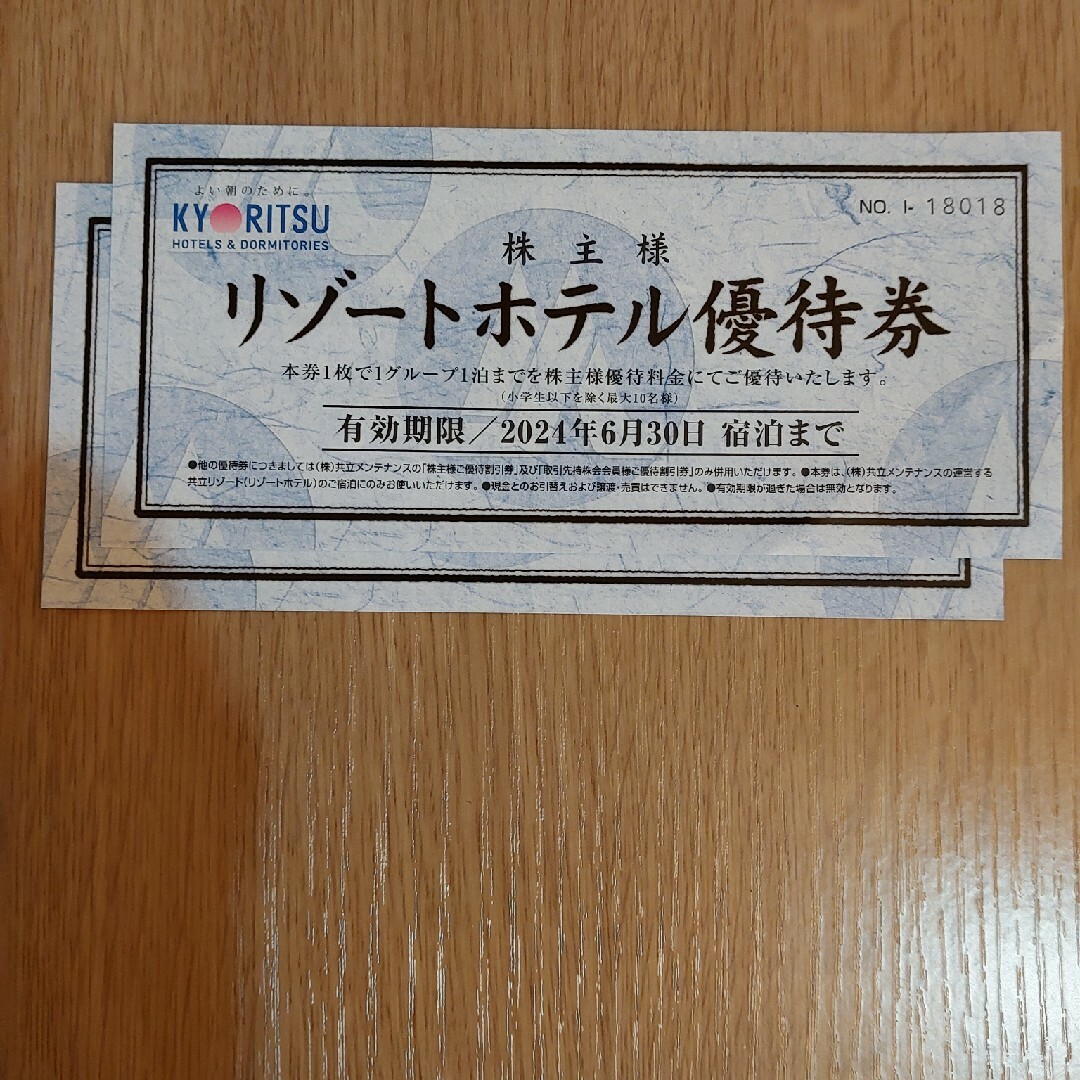 よい朝のために。
KYORITSU
HOTELS & DORMITORIES
NO. I- 18018
株主様
リゾートホテル優待券
本券1枚で1グループ1泊までを株主様優待料金にてご優待いたします。
(小学生以下を除く最大10名様)
有効期限/2024年6月30日 宿泊まで
●他の優待券につきましては(株)共立メンテナンスの「株主様ご優待割引券」及び「取引先持株会会員様ご優待割引券」のみ併用いただけます。●本券は、(株)共立メンテナンスの運営する
共立リゾート(リゾートホテル)のご宿泊にのみお使いいただけます。●現金とのお引替えおよび譲渡・売買はできません。●有効期限が過ぎた場合は無効となります。